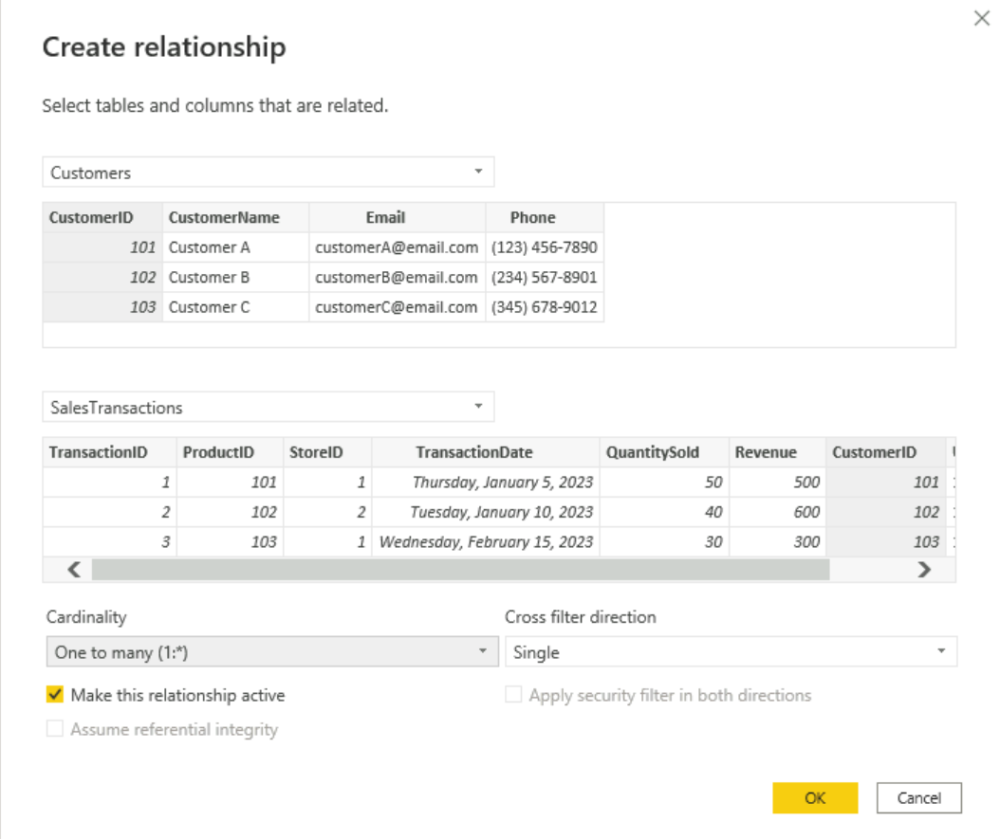 Create relationship
Select tables and columns that are related.
Customers
CustomerID CustomerName Email Phone
101 Customer A customerA@email.com (123) 456-7890
102 Customer B customerB@email.com (234) 567-8901
103 Customer C customerC@email.com (345) 678-9012
SalesTransactions
TransactionID ProductID StoreID TransactionDate QuantitySold Revenue CustomerID
1 101 1 Thursday, January 5, 2023 50 500 101
2 102 2 Tuesday, January 10, 2023 40 600 102
3 103 1 Wednesday, February 15, 2023 30 300 103
Cardinality Cross filter direction
One to many (1:*) Single
Make this relationship active Apply security filter in both directions
Assume referential integrity
OK Cancel